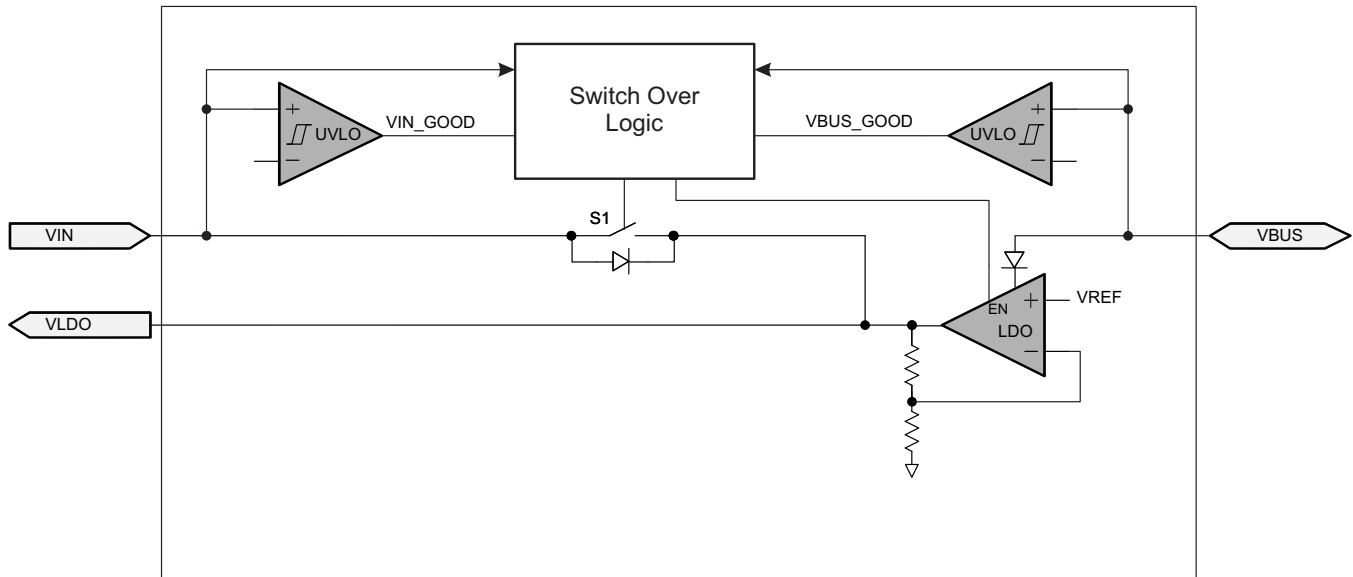 Switch Over
Logic
+
UVLO
−
VIN_GOOD
VBUS_GOOD
+
UVLO
−
S1
VIN
VBUS
EN
+
VREF
LDO
−
VLDO